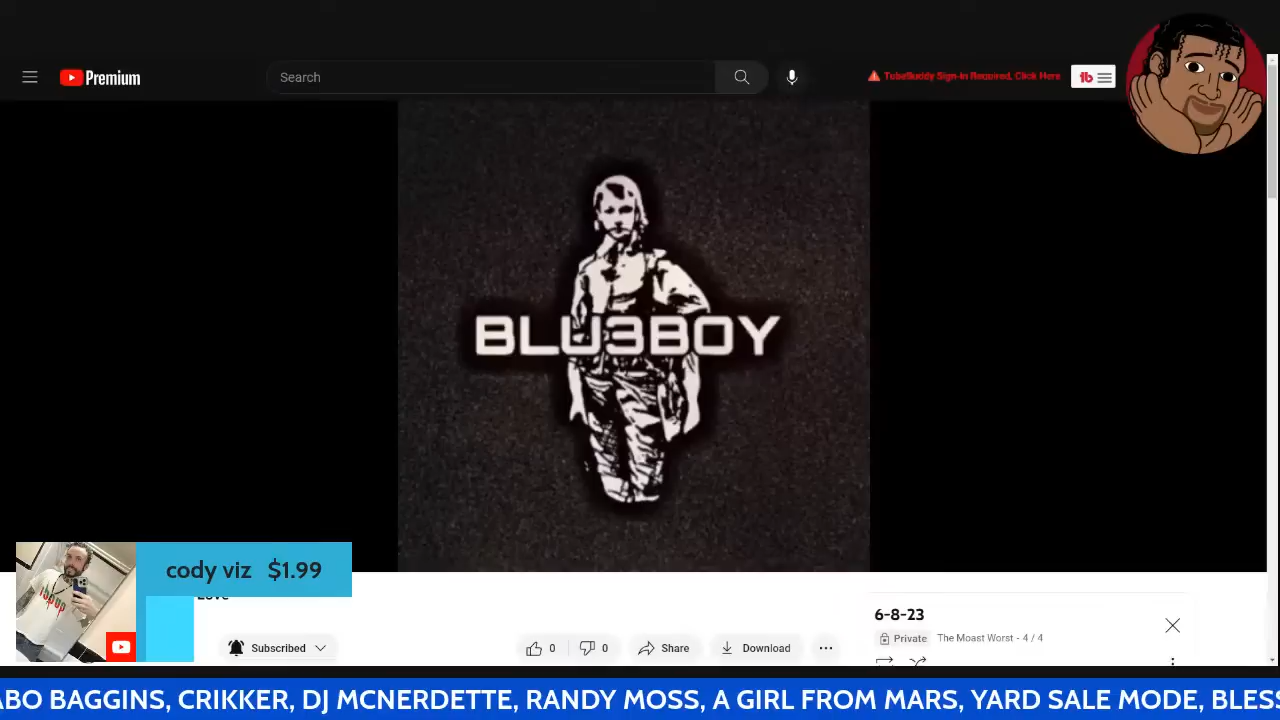 Premium
Search
TubeBuddy Sign-In Required, Click Here
tb
BLU3BOY
cody viz $1.99
Love
6-8-23
Private The Moast Worst - 4 / 4
Subscribed
0
0
Share
Download
ABO BAGGINS, CRIKKER, DJ MCNERDETTE, RANDY MOSS, A GIRL FROM MARS, YARD SALE MODE, BLESS